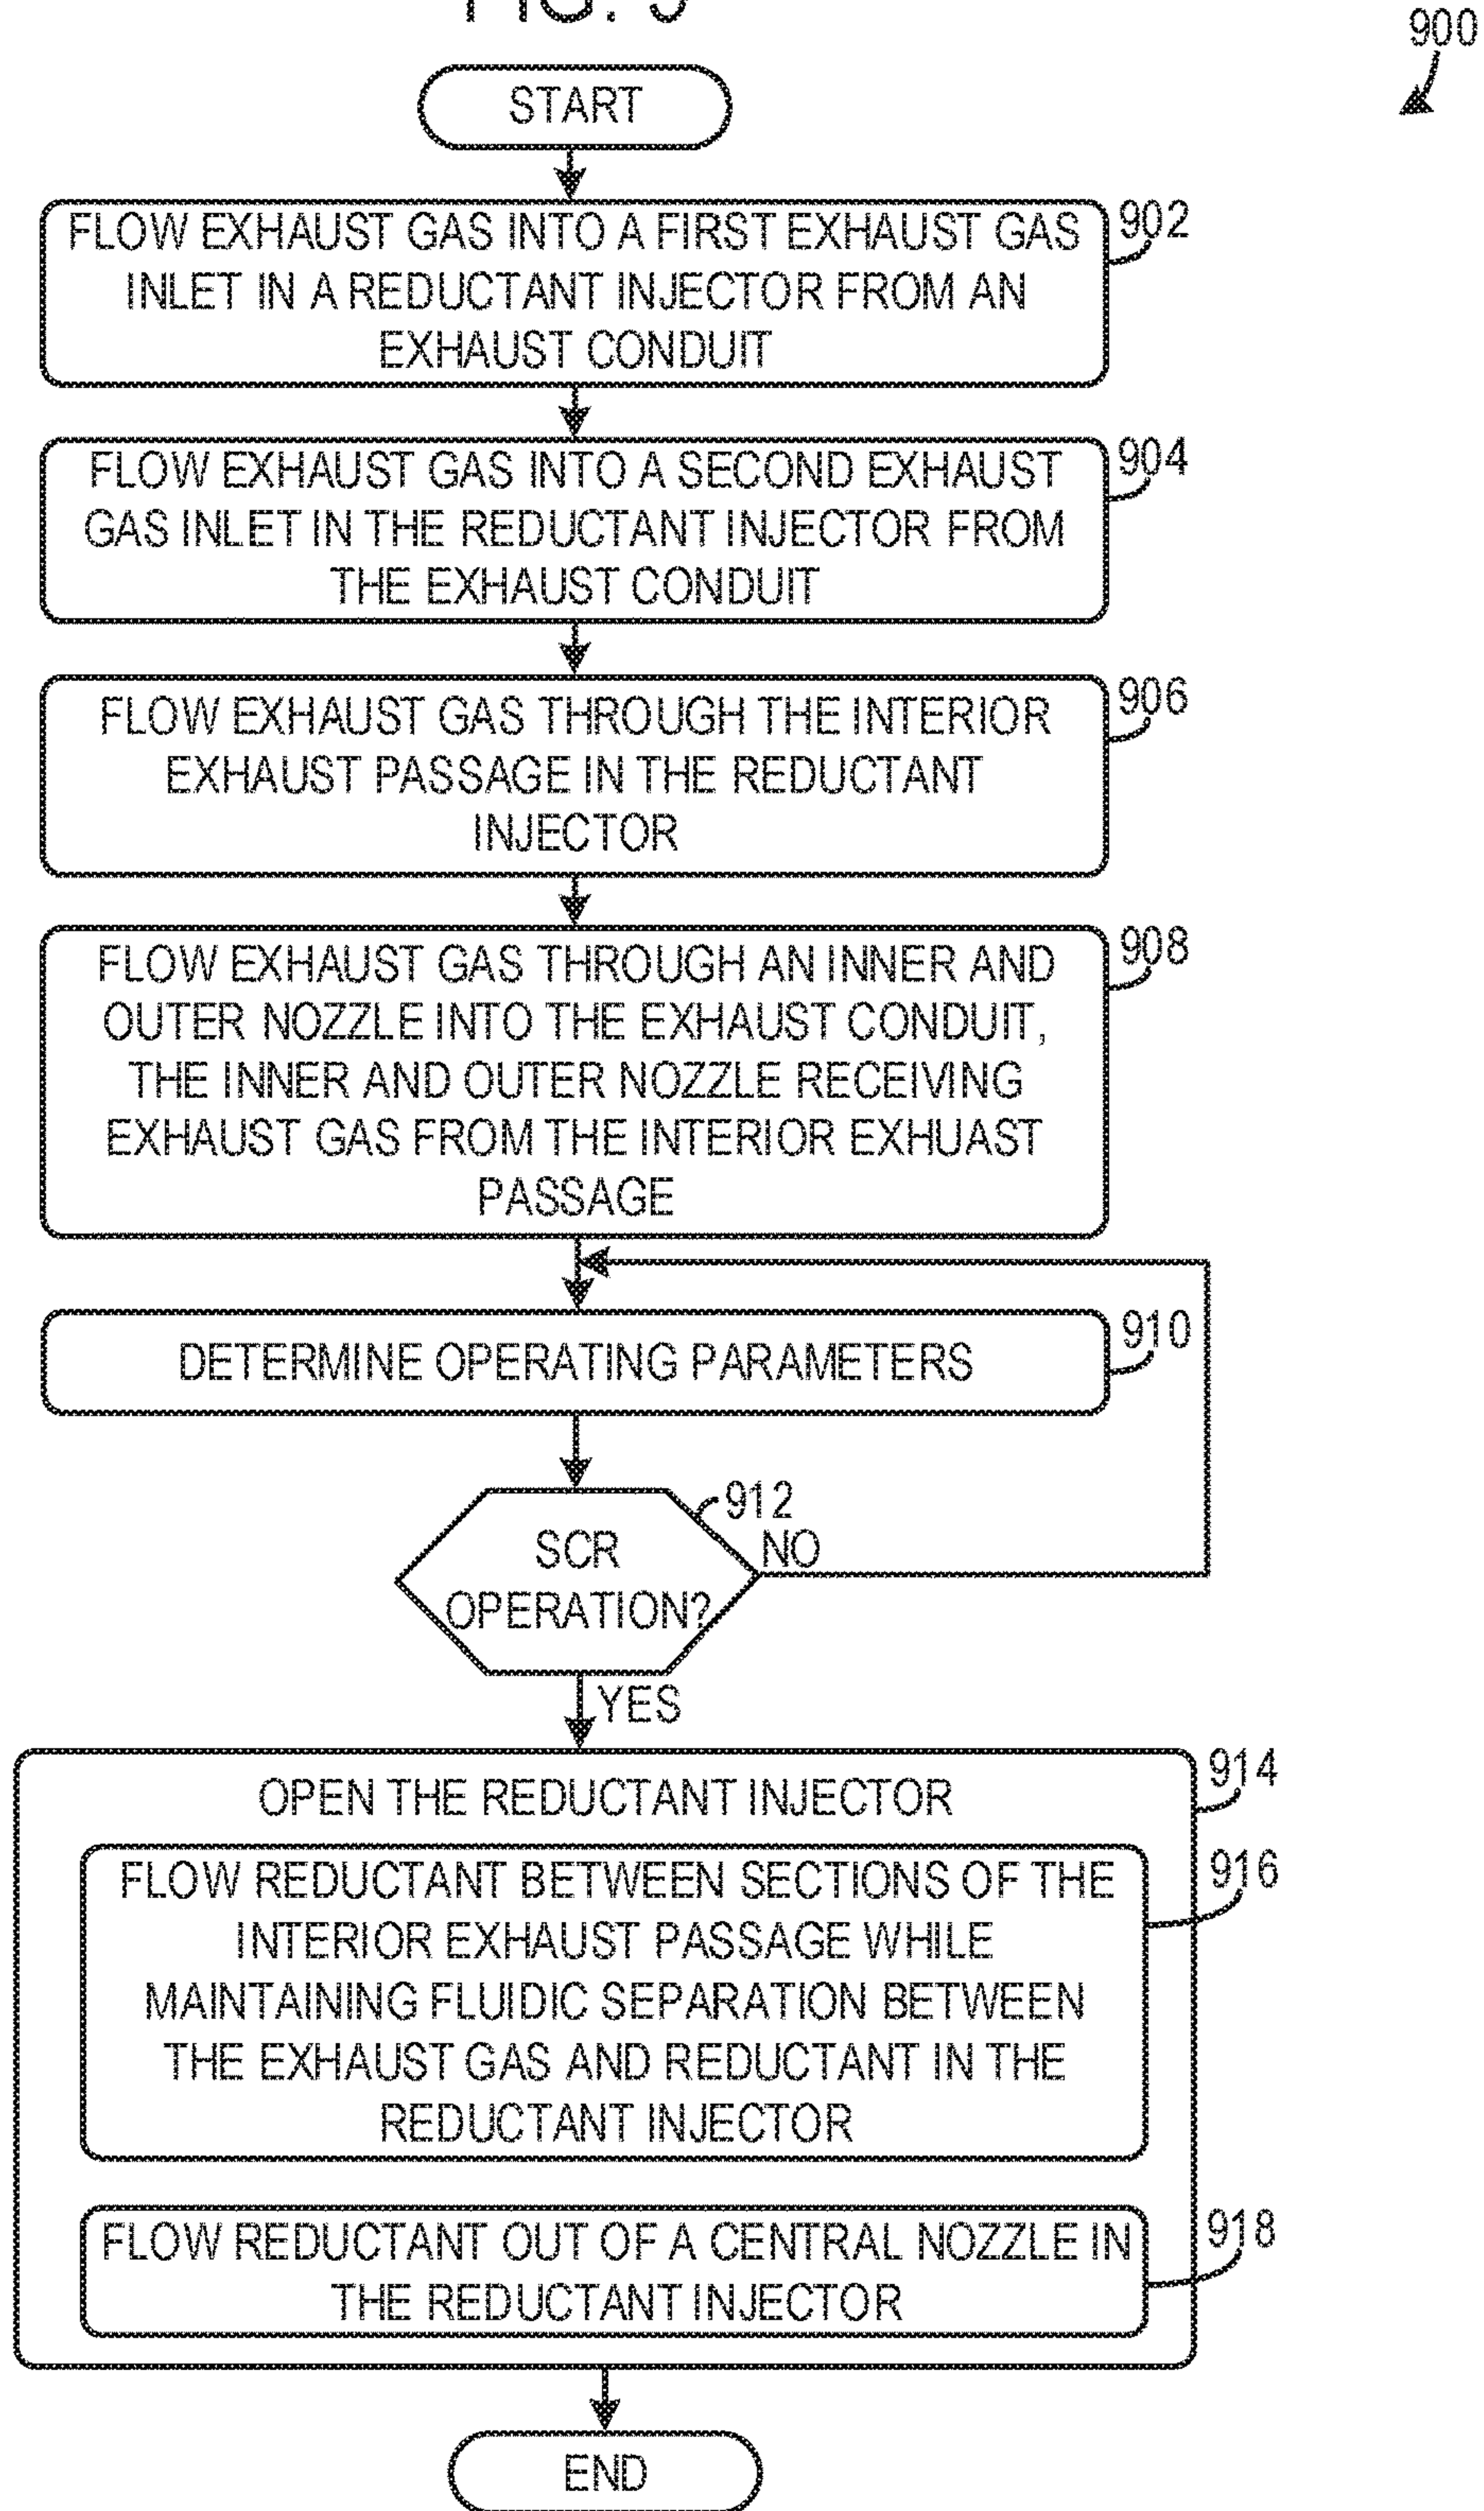 FIG. 9
900
START
FLOW EXHAUST GAS INTO A FIRST EXHAUST GAS
INLET IN A REDUCTANT INJECTOR FROM AN
EXHAUST CONDUIT
902
FLOW EXHAUST GAS INTO A SECOND EXHAUST
GAS INLET IN THE REDUCTANT INJECTOR FROM
THE EXHAUST CONDUIT
904
FLOW EXHAUST GAS THROUGH THE INTERIOR
EXHAUST PASSAGE IN THE REDUCTANT
INJECTOR
906
FLOW EXHAUST GAS THROUGH AN INNER AND
OUTER NOZZLE INTO THE EXHAUST CONDUIT,
THE INNER AND OUTER NOZZLE RECEIVING
EXHAUST GAS FROM THE INTERIOR EXHUAST
PASSAGE
908
DETERMINE OPERATING PARAMETERS
910
SCR
OPERATION?
912
NO
YES
OPEN THE REDUCTANT INJECTOR
914
FLOW REDUCTANT BETWEEN SECTIONS OF THE
INTERIOR EXHAUST PASSAGE WHILE
MAINTAINING FLUIDIC SEPARATION BETWEEN
THE EXHAUST GAS AND REDUCTANT IN THE
REDUCTANT INJECTOR
916
FLOW REDUCTANT OUT OF A CENTRAL NOZZLE IN
THE REDUCTANT INJECTOR
918
END